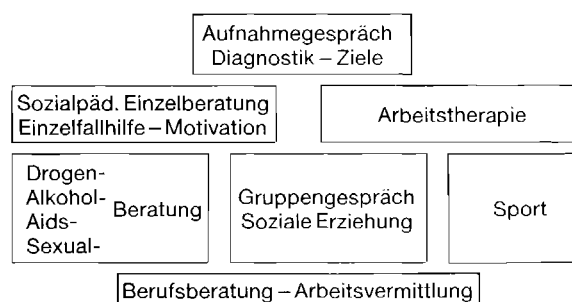 Aufnahmegespräch
Diagnostik – Ziele
Sozialpäd. Einzelberatung
Einzelfallhilfe – Motivation
Arbeitstherapie
Drogen-
Alkohol-
Aids-
Sexual-
Beratung
Gruppengespräch
Soziale Erziehung
Sport
Berufsberatung – Arbeitsvermittlung